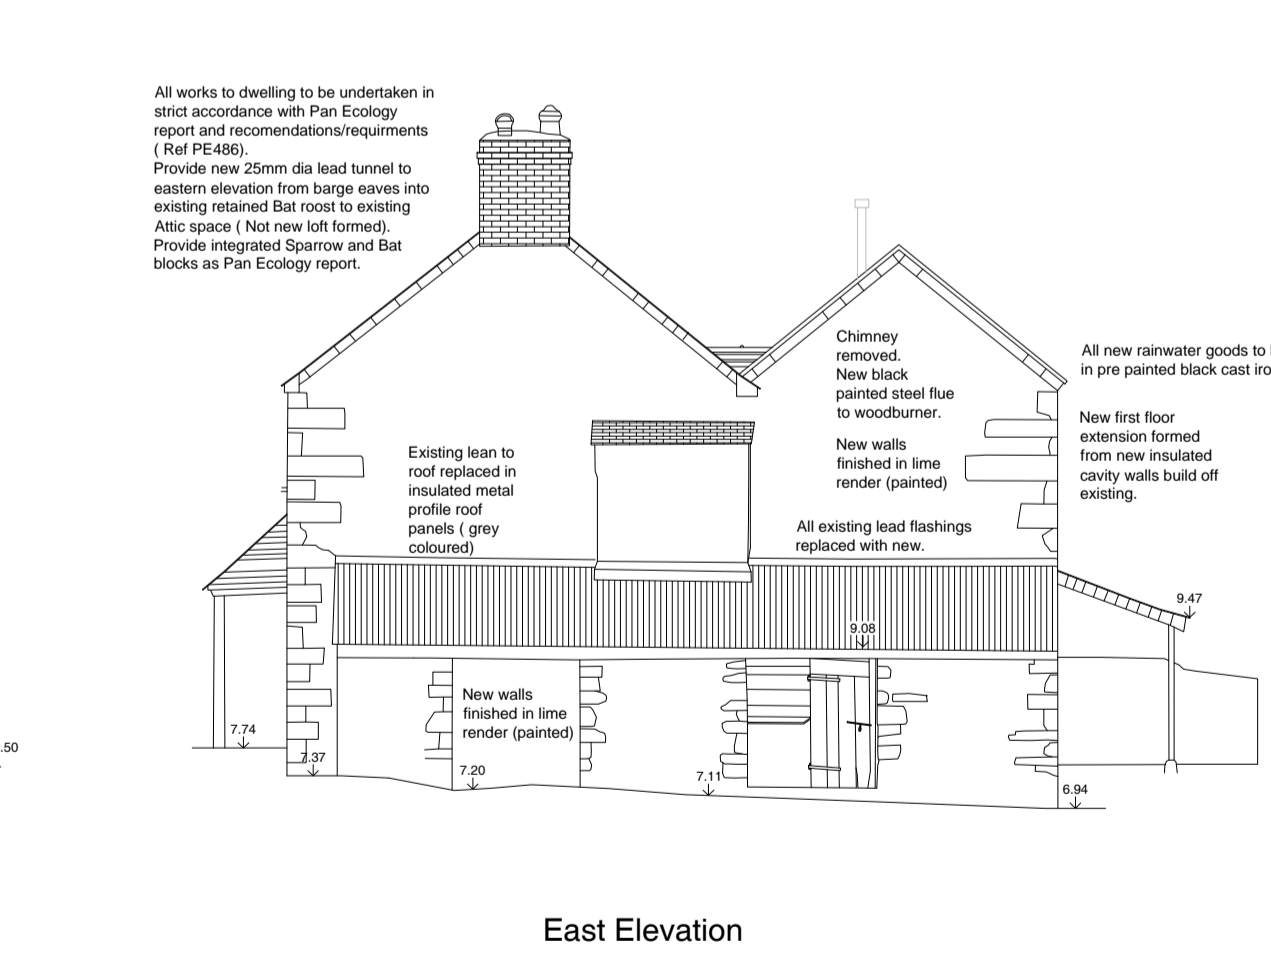 All works to dwelling to be undertaken in
strict accordance with Pan Ecology
report and recomendations/requirments
( Ref PE486).
Provide new 25mm dia lead tunnel to
eastern elevation from barge eaves into
existing retained Bat roost to existing
Attic space ( Not new loft formed).
Provide integrated Sparrow and Bat
blocks as Pan Ecology report.
Chimney
removed.
New black
painted steel flue
to woodburner.
New walls
finished in lime
render (painted)
All new rainwater goods to
in pre painted black cast
New first floor
extension formed
from new insulated
cavity walls build off
existing.
Existing lean to
roof replaced in
insulated metal
profile roof
panels ( grey
coloured)
All existing lead flashings
replaced with new.
9.47
9.08
New walls
finished in lime
render (painted)
7.74
.50
7.37
7.20
7.11
6.94
East Elevation